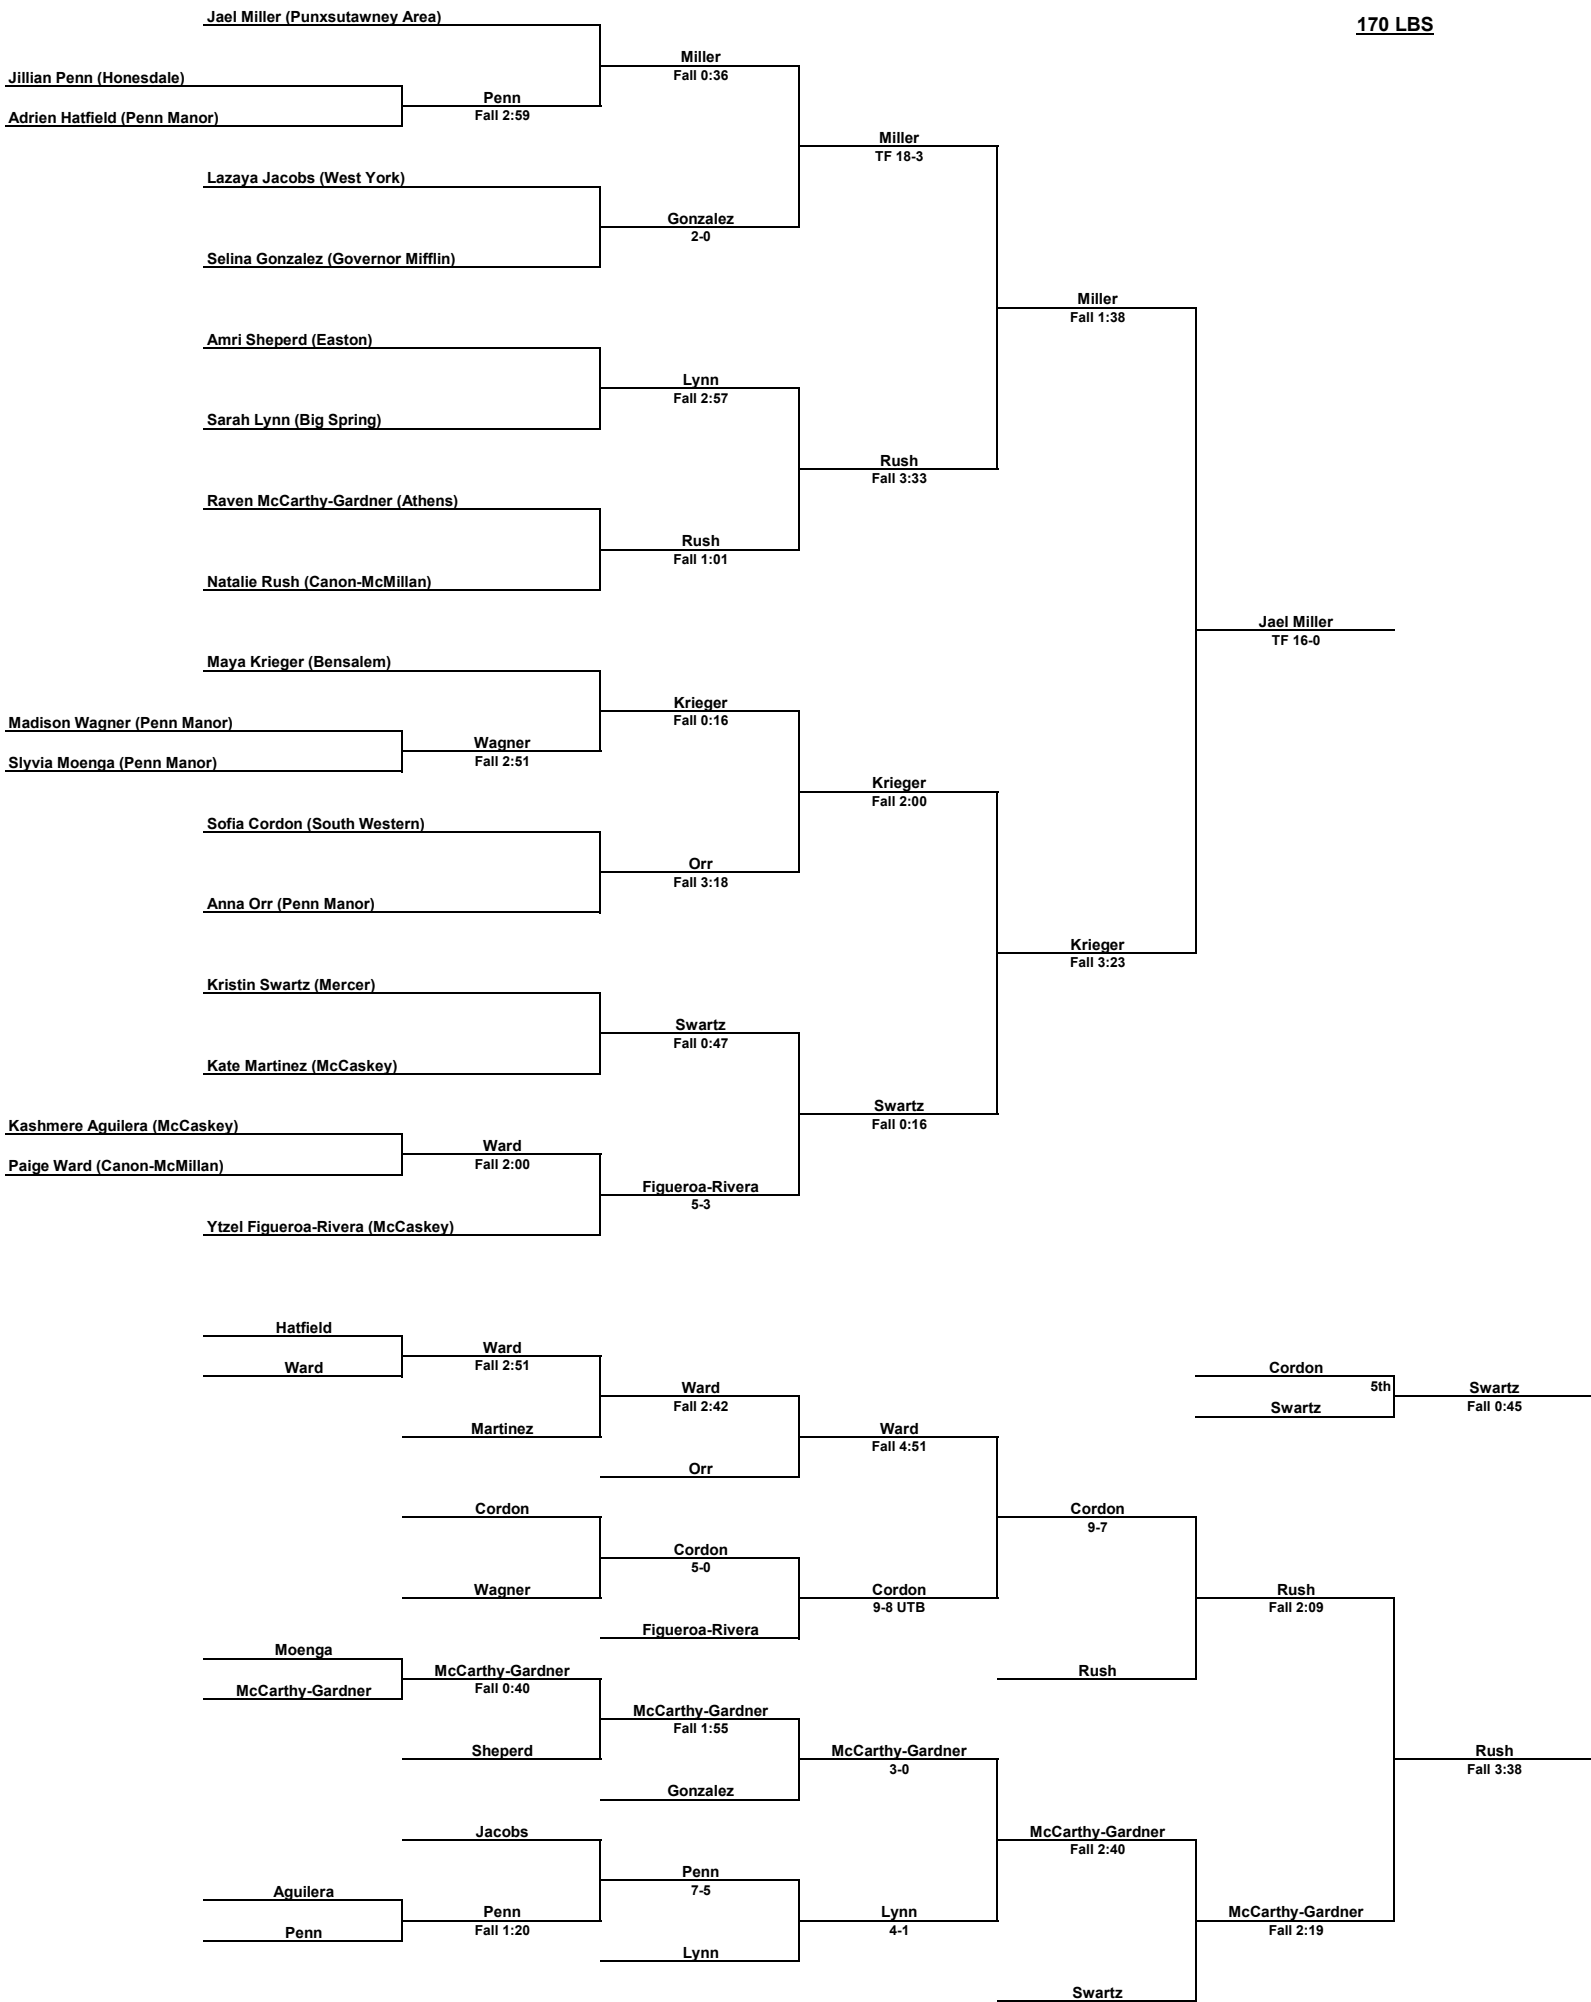 Jael Miller (Punxsutawney Area)
170 LBS
Miller
Fall 0:36
Jillian Penn (Honesdale)
Penn
Fall 2:59
Adrien Hatfield (Penn Manor)
Miller
TF 18-3
Lazaya Jacobs (West York)
Gonzalez
2-0
Selina Gonzalez (Governor Mifflin)
Miller
Fall 1:38
Amri Sheperd (Easton)
Lynn
Fall 2:57
Sarah Lynn (Big Spring)
Rush
Fall 3:33
Raven McCarthy-Gardner (Athens)
Rush
Fall 1:01
Natalie Rush (Canon-McMillan)
Jael Miller
TF 16-0
Maya Krieger (Bensalem)
Krieger
Fall 0:16
Madison Wagner (Penn Manor)
Wagner
Fall 2:51
Slyvia Moenga (Penn Manor)
Krieger
Fall 2:00
Sofia Cordon (South Western)
Orr
Fall 3:18
Anna Orr (Penn Manor)
Krieger
Fall 3:23
Kristin Swartz (Mercer)
Swartz
Fall 0:47
Kate Martinez (McCaskey)
Swartz
Fall 0:16
Kashmere Aguilera (McCaskey)
Ward
Fall 2:00
Paige Ward (Canon-McMillan)
Figueroa-Rivera
5-3
Ytzel Figueroa-Rivera (McCaskey)
Hatfield
Ward
Fall 2:51
Ward
Cordon
5th
Swartz
Fall 0:45
Swartz
Ward
Fall 2:42
Martinez
Ward
Fall 4:51
Orr
Cordon
Cordon
9-7
Cordon
5-0
Wagner
Cordon
9-8 UTB
Rush
Fall 2:09
Figueroa-Rivera
Moenga
McCarthy-Gardner
Fall 0:40
Rush
McCarthy-Gardner
McCarthy-Gardner
Fall 1:55
Sheperd
McCarthy-Gardner
3-0
Rush
Fall 3:38
Gonzalez
Jacobs
McCarthy-Gardner
Fall 2:40
Penn
7-5
Aguilera
Penn
Fall 1:20
Lynn
4-1
McCarthy-Gardner
Fall 2:19
Penn
Lynn
Swartz